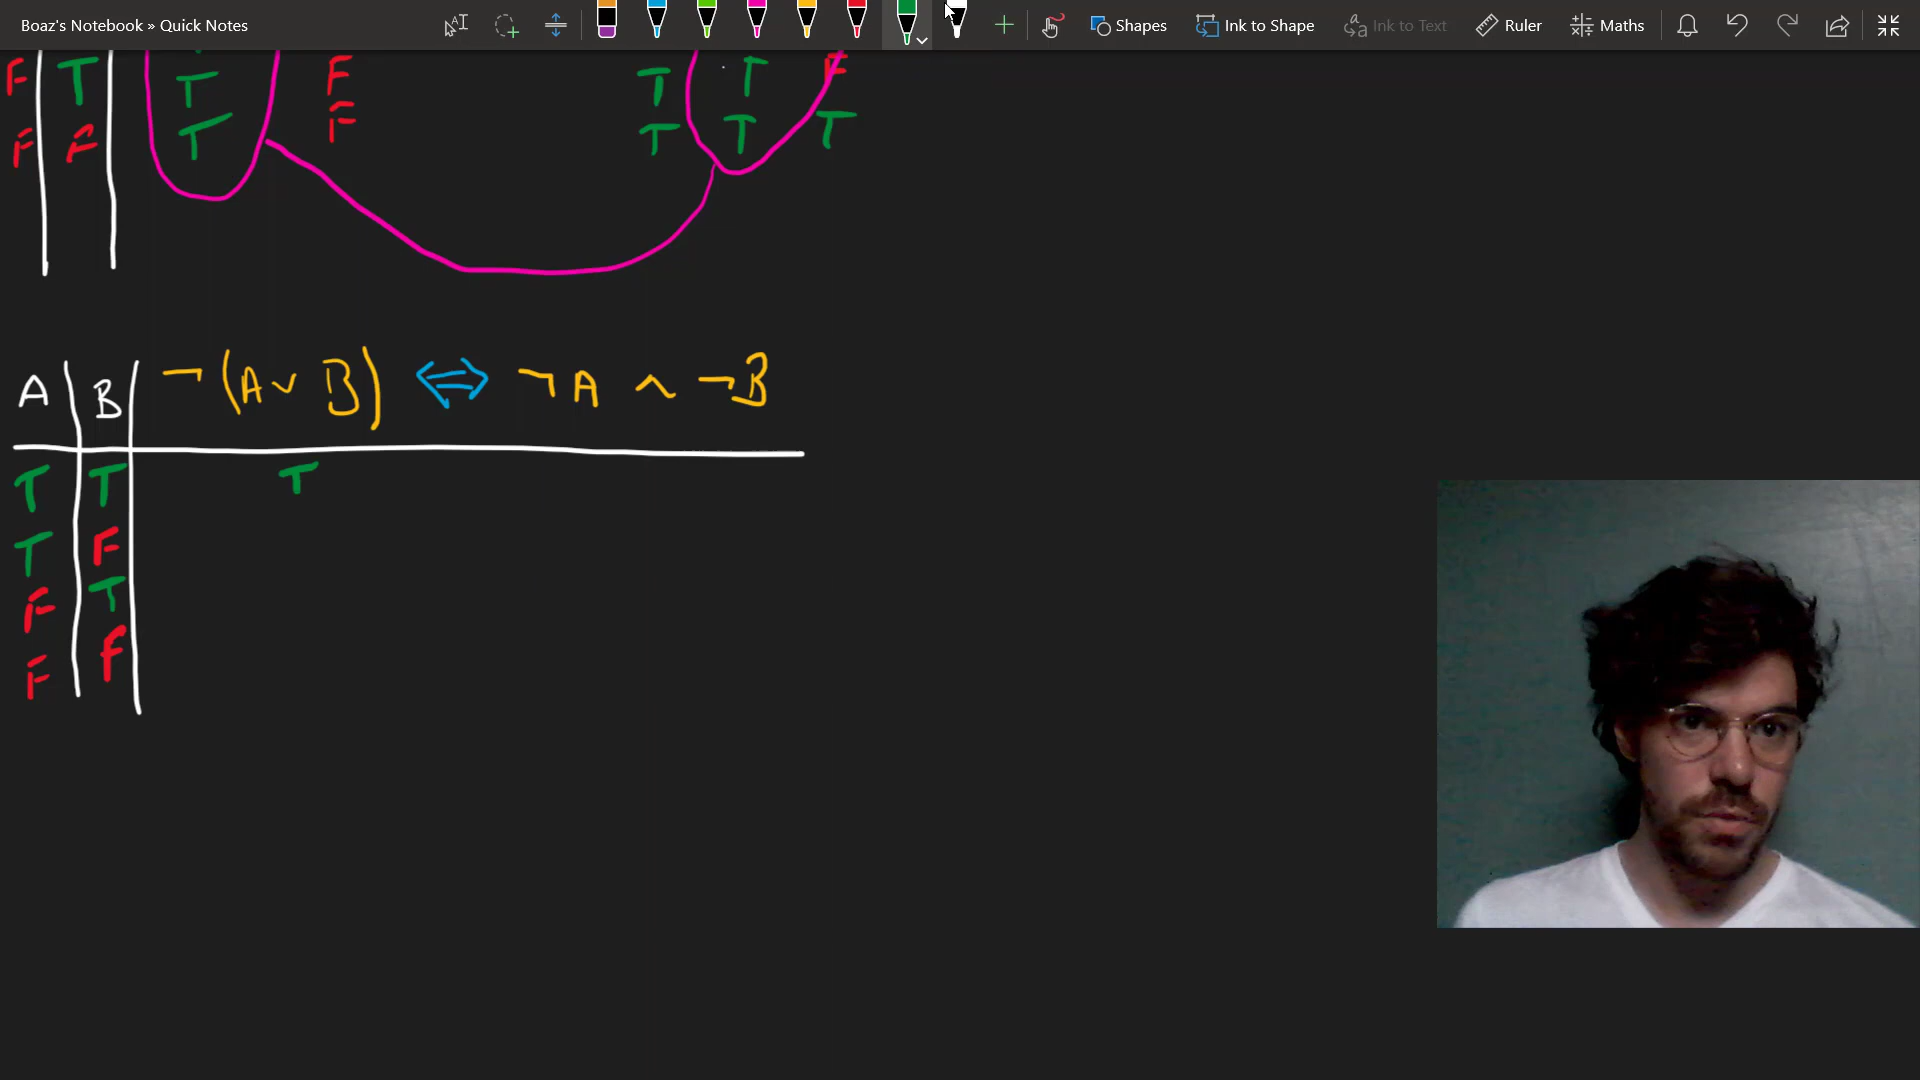 Boaz's Notebook » Quick Notes
Shapes
Ink to Shape
Ink to Text
Ruler
Maths
F T T F T T F
F F T F T T T
A B ¬(A∨B) ⇔ ¬A ∧ ¬B
T T T
T F
F T
F F